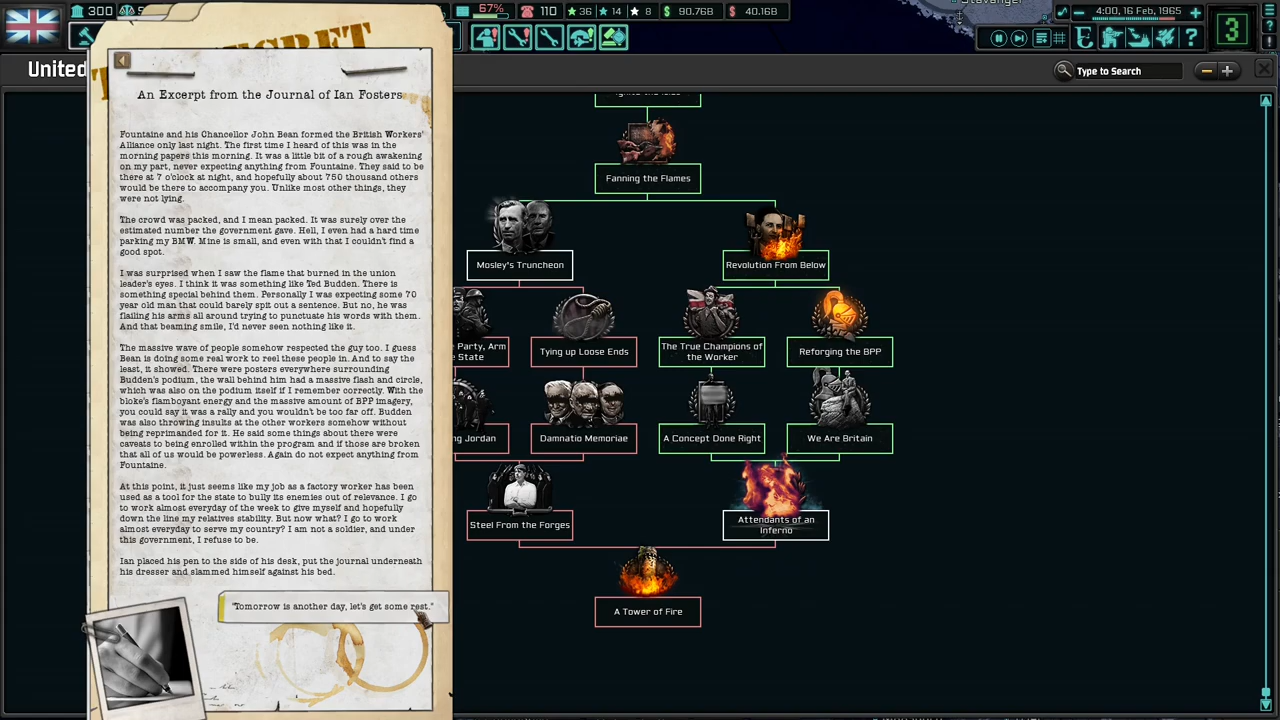 300
67%
110
36
14
8
90.76B
40.16B
Stavanger
4:00, 16 Feb, 1965
3
United
Type to Search
An Excerpt from the Journal of Ian Fosters
Fountaine and his Chancellor John Bean formed the British Workers'
Alliance only last night. The first time I heard of this was in the
morning papers this morning. It was a little bit of a rough awakening
on my part, never expecting anything from Fountaine. They said to be
there at 7 o'clock at night, and hopefully about 750 thousand others
would be there to accompany you. Unlike most other things, they
were not lying.
The crowd was packed, and I mean packed. It was surely over the
estimated number the government gave. Hell, I even had a hard time
parking my BMW. Mine is small, and even with that I couldn't find a
good spot.
I was surprised when I saw the flame that burned in the union
leader's eyes. I think it was something like Ted Budden. There is
something special behind them. Personally I was expecting some 70
year old man that could barely spit out a sentence. But no, he was
flailing his arms all around trying to punctuate his words with them.
And that beaming smile, I'd never seen nothing like it.
The massive wave of people somehow respected the guy too. I guess
Bean is doing some real work to reel these people in. And to say the
least, it showed. There were posters everywhere surrounding
Budden's podium, the wall behind him had a massive flash and circle,
which was also on the podium itself if I remember correctly. With the
bloke's flamboyant energy and the massive amount of BPP imagery,
you could say it was a rally and you wouldn't be too far off. Budden
was also throwing insults at the other workers somehow without
being reprimanded for it. He said some things about there were
caveats to being enrolled within the program and if those are broken
that all of us would be powerless. Again do not expect anything from
Fountaine.
At this point, it just seems like my job as a factory worker has been
used as a tool for the state to bully its enemies out of relevance. I go
to work almost everyday of the week to give myself and hopefully
down the line my relatives stability. But now what? I go to work
almost everyday to serve my country? I am not a soldier, and under
this government, I refuse to be.
Ian placed his pen to the side of his desk, put the journal underneath
his dresser and slammed himself against his bed.
"Tomorrow is another day, let's get some rest."
Fanning the Flames
Mosley's Truncheon
Revolution From Below
Party, Arm
State
Tying up Loose Ends
The True Champions of
the Worker
Reforging the BPP
Jordan
Damnatio Memoriae
A Concept Done Right
We Are Britain
Steel From the Forges
Attendants of an
Inferno
A Tower of Fire